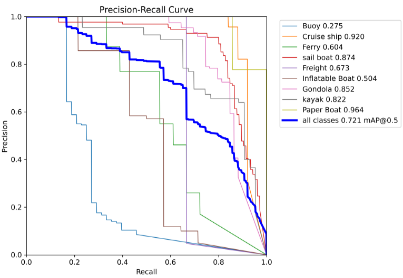 Precision-Recall Curve
1.0
0.8
0.6
0.4
0.2
0.0
Precision
0.0 0.2 0.4 0.6 0.8 1.0
Recall
Buoy 0.275
Cruise ship 0.920
Ferry 0.604
sail boat 0.874
Freight 0.673
Inflatable Boat 0.504
Gondola 0.852
kayak 0.822
Paper Boat 0.964
all classes 0.721 mAP@0.5